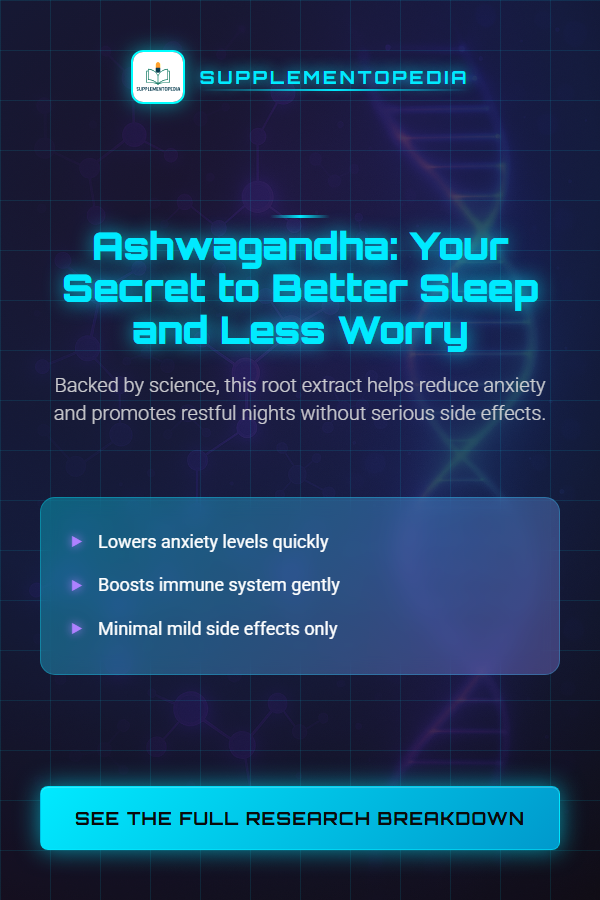 SUPPLEMENTOPEDIA
SUPPLEMENTOPEDIA
Ashwagandha: Your
Secret to Better Sleep
and Less Worry
Backed by science, this root extract helps reduce anxiety
and promotes restful nights without serious side effects.
Lowers anxiety levels quickly
Boosts immune system gently
Minimal mild side effects only
SEE THE FULL RESEARCH BREAKDOWN